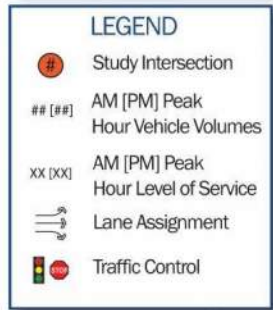 LEGEND
# Study Intersection
## [##] AM [PM] Peak
Hour Vehicle Volumes
XX [XX] AM [PM] Peak
Hour Level of Service
Lane Assignment
STOP Traffic Control